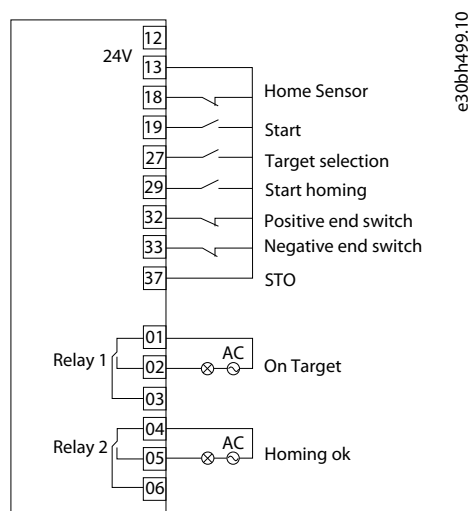 12
24V
13
18 Home Sensor
19 Start
27 Target selection
29 Start homing
32 Positive end switch
33 Negative end switch
37 STO
01
Relay 1 02 AC On Target
03
04
Relay 2 05 AC Homing ok
06
e30bh499.10